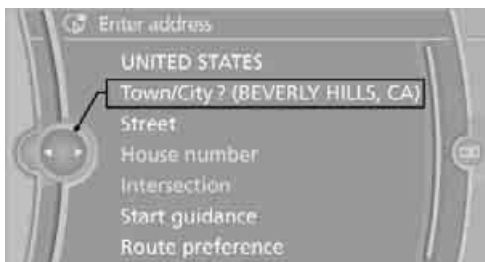 Enter address
UNITED STATES
Town/City ? (BEVERLY HILLS, CA)
Street
House number
Intersection
Start guidance
Route preference